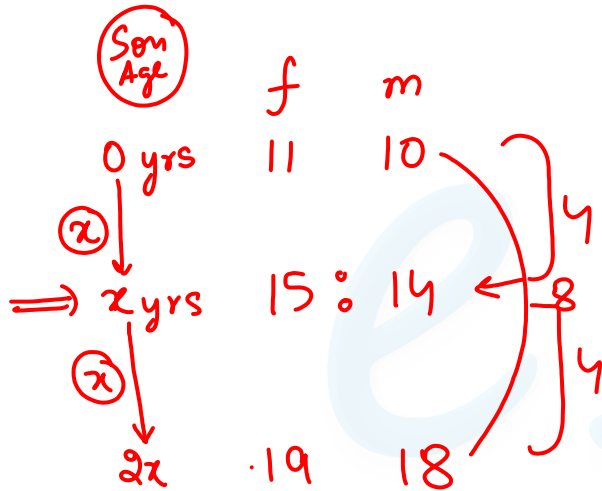 Son
Age
f m
0 yrs 11 10
x
4
⇒ x yrs 15 : 14
8
x
4
2x .19 18